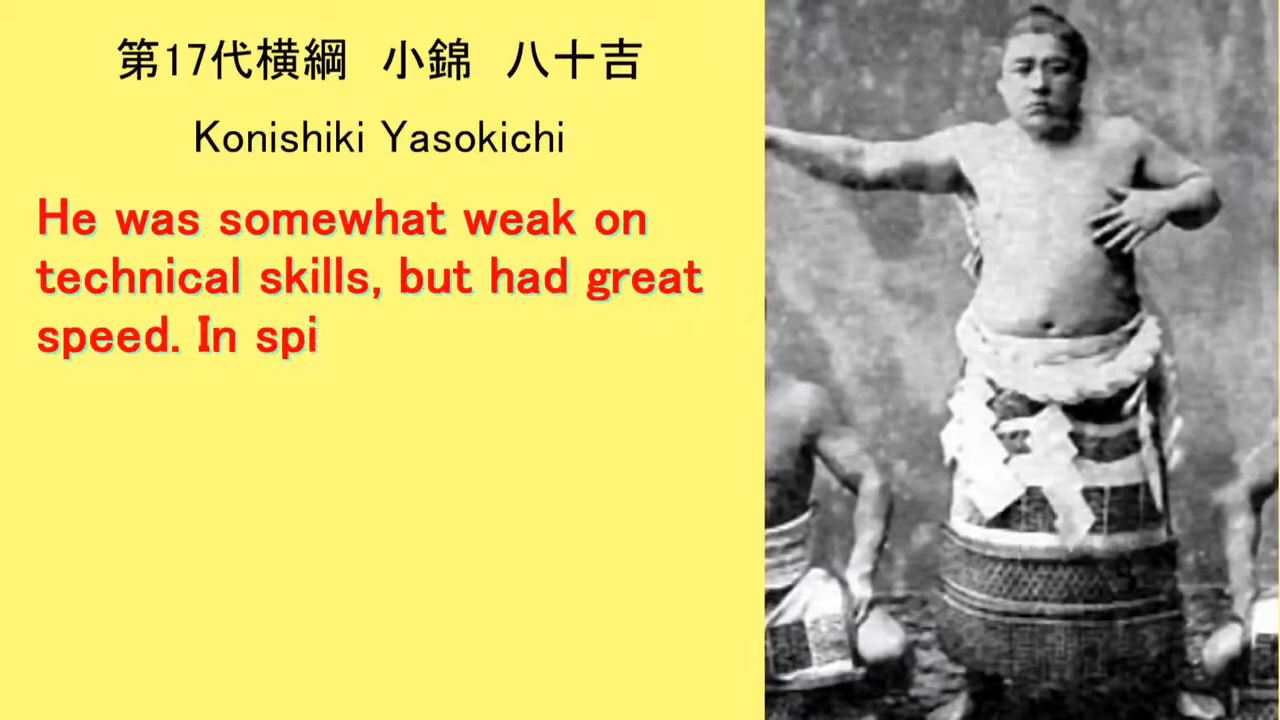 第17代横綱 小錦 八十吉
Konishiki Yasokichi
He was somewhat weak on
technical skills, but had great
speed. In spi